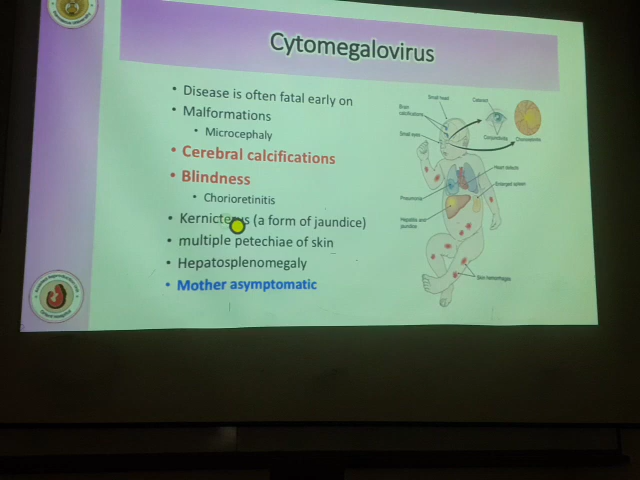 Cytomegalovirus
• Disease is often fatal early on
• Malformations
• Microcephaly
• Cerebral calcifications
• Blindness
• Chorioretinitis
• Kernicterus (a form of jaundice)
• multiple petechiae of skin
• Hepatosplenomegaly
• Mother asymptomatic
Small head
Cataract
Brain
calcifications
Small eyes
Conjunctivitis
Chorioretinitis
Heart defects
Enlarged spleen
Pneumonia
Hepatitis and
jaundice
Skin hemorrhages